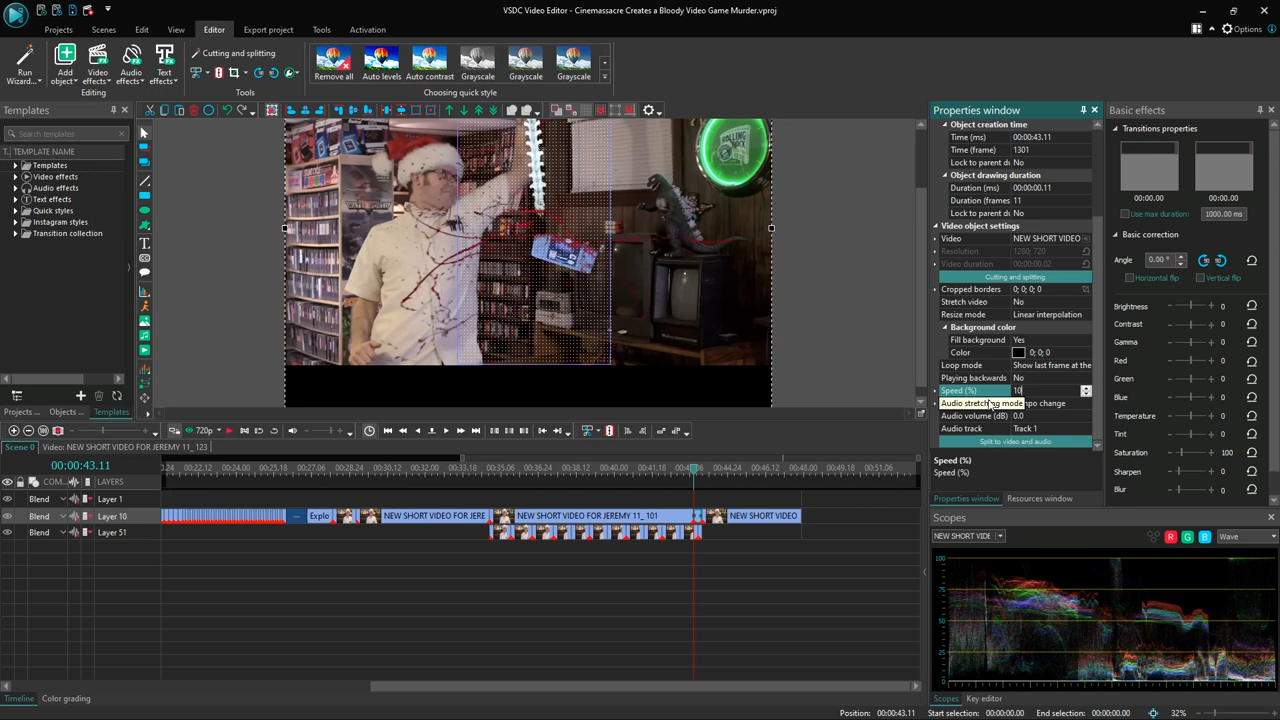 VSDC Video Editor - Cinemassacre Creates a Bloody Video Game Murder.vproj
Projects Scenes Edit View Editor Export project Tools Activation
Options
Run Wizard...
Add object
Video effects
Audio effects
Text effects
Editing
Cutting and splitting
Tools
Remove all
Auto levels
Auto contrast
Grayscale
Grayscale
Grayscale
Choosing quick style
Templates
Search templates
T... TEMPLATE NAME
Templates
Video effects
Audio effects
Text effects
Quick styles
Instagram styles
Transition collection
Projects ... Objects ... Templates
ROLLING ROCK
Properties window
Object creation time
Time (ms) 00:00:43.11
Time (frame) 1301
Lock to parent d No
Object drawing duration
Duration (ms) 00:00:00.11
Duration (frames 11
Lock to parent d No
Video object settings
Video NEW SHORT VIDEO
Resolution 1280; 720
Video duration 00:00:00.02
Cutting and splitting
Cropped borders 0; 0; 0; 0
Stretch video No
Resize mode Linear interpolation
Background color
Fill background Yes
Color 0; 0; 0
Loop mode Show last frame at the
Playing backwards No
Speed (%) 10
Audio stretching mode mpo change
Audio volume (dB) 0.0
Audio track Track 1
Split to video and audio
Speed (%)
Speed (%)
Properties window Resources window
Basic effects
Transitions properties
00:00.00 00:00.00
Use max duration: 1000.00 ms
Basic correction
Angle 0.00 °
Horizontal flip Vertical flip
Brightness 0
Contrast 0
Gamma 0
Red 0
Green 0
Blue 0
Temperature 0
Tint 0
Saturation 100
Sharpen 0
Blur 0
720p
Scene 0 Video: NEW SHORT VIDEO FOR JEREMY 11_ 123
00:00:43.11
0.24 00:22.12 00:24.00 00:25.18 00:27.06 00:28.24 00:30.12 00:32.00 00:33.18 00:35.06 00:36.24 00:38.12 00:40.00 00:41.18 00:44.24 00:46.12 00:48.00 00:49.18 00:51.06
COM... LAYERS
Blend Layer 1
Blend Layer 10
Explo NEW SHORT VIDEO FOR JERE NEW SHORT VIDEO FOR JEREMY 11_ 101 NEW SHORT VIDEO
Blend Layer 51
Timeline Color grading
Scopes
NEW SHORT VIDE R G B Wave
100
75
50
25
0
Scopes Key editor
Position: 00:00:43.11 Start selection: 00:00:00.00 End selection: 00:00:00.00 32%